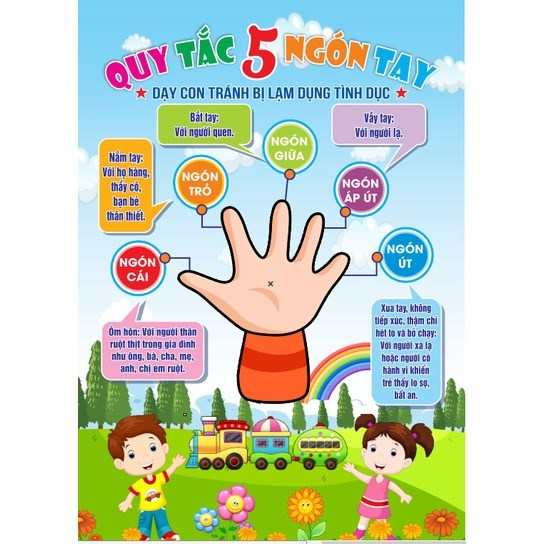 QUY TẮC 5 NGÓN TAY
★ DẠY CON TRÁNH BỊ LẠM DỤNG TÌNH DỤC ★
Bắt tay:
Với người quen.
Vẫy tay:
Với người lạ.
NGÓN
GIỮA
Nắm tay:
Với họ hàng,
thầy cô,
bạn bè
thân thiết.
NGÓN
TRỎ
NGÓN
ÁP ÚT
NGÓN
CÁI
NGÓN
ÚT
Ôm hôn: Với người thân
ruột thịt trong gia đình
như ông, bà, cha, mẹ,
anh, chị em ruột.
Xua tay, không
tiếp xúc, thậm chí
hét to và bỏ chạy:
Với người xa lạ
hoặc người có
hành vi khiến
trẻ thấy lo sợ,
bất an.